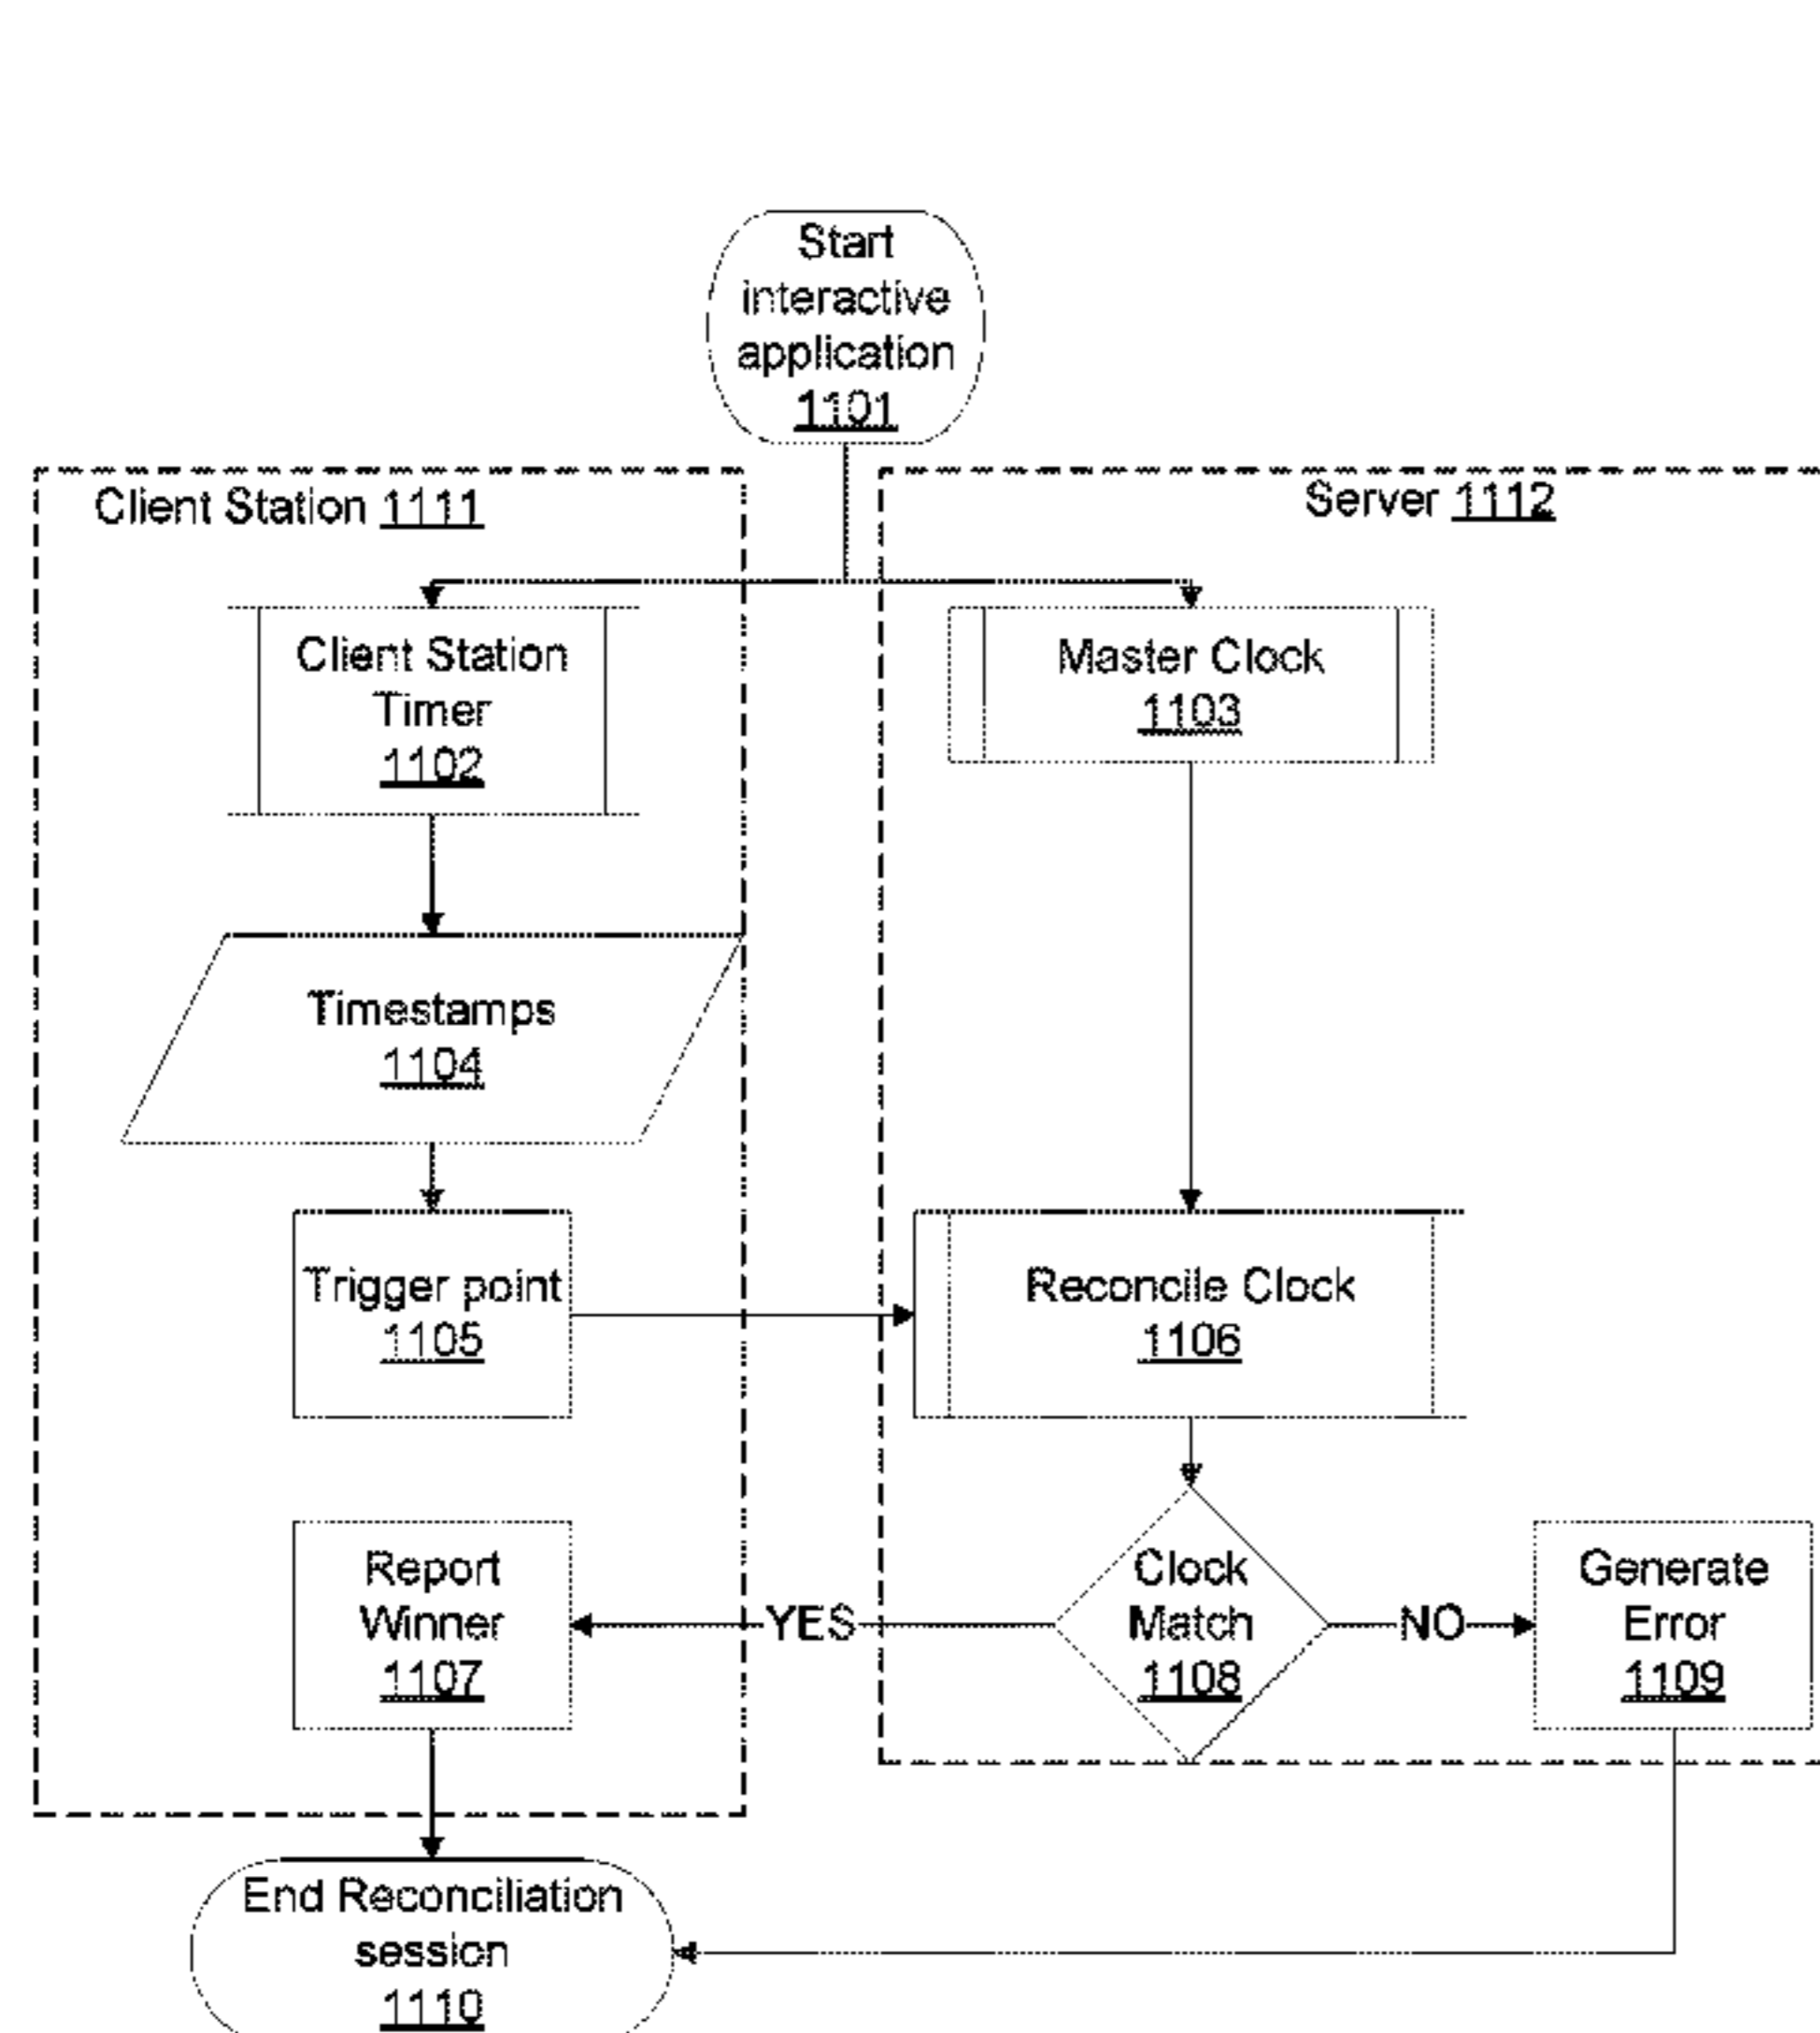 Start
interactive
application
1101
Client Station 1111
Server 1112
Client Station
Timer
1102
Master Clock
1103
Timestamps
1104
Trigger point
1105
Reconcile Clock
1106
Report
Winner
1107
YES
Clock
Match
1108
NO
Generate
Error
1109
End Reconciliation
session
1110